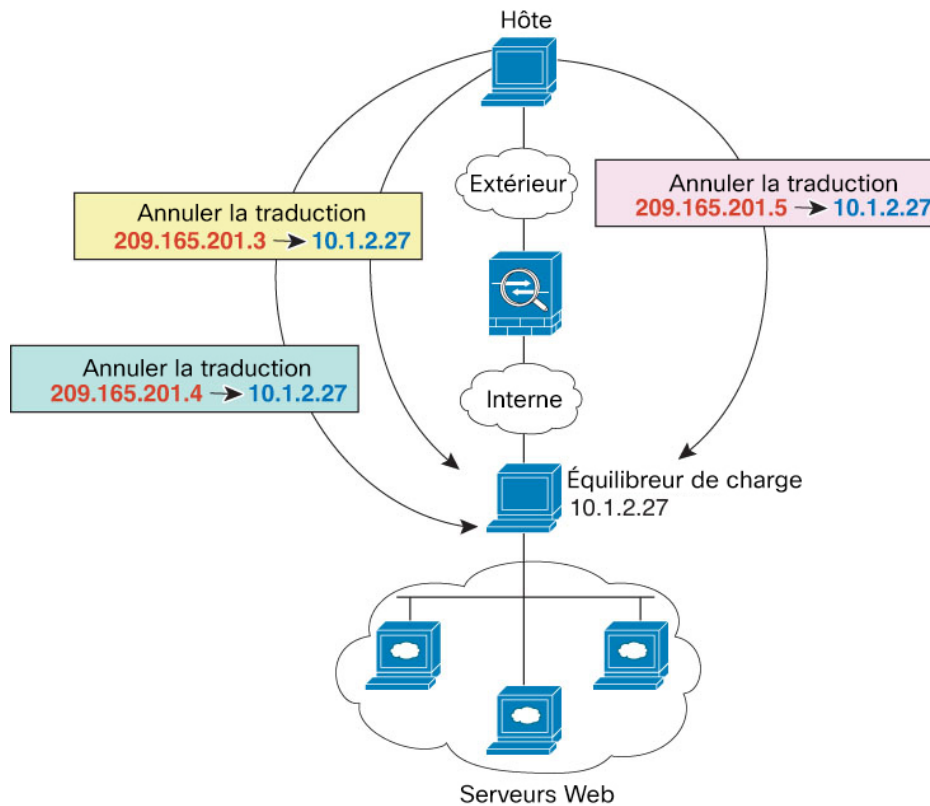 Hôte
Extérieur
Annuler la traduction
209.165.201.3 → 10.1.2.27
Annuler la traduction
209.165.201.5 → 10.1.2.27
Annuler la traduction
209.165.201.4 → 10.1.2.27
Interne
Équilibreur de charge
10.1.2.27
Serveurs Web